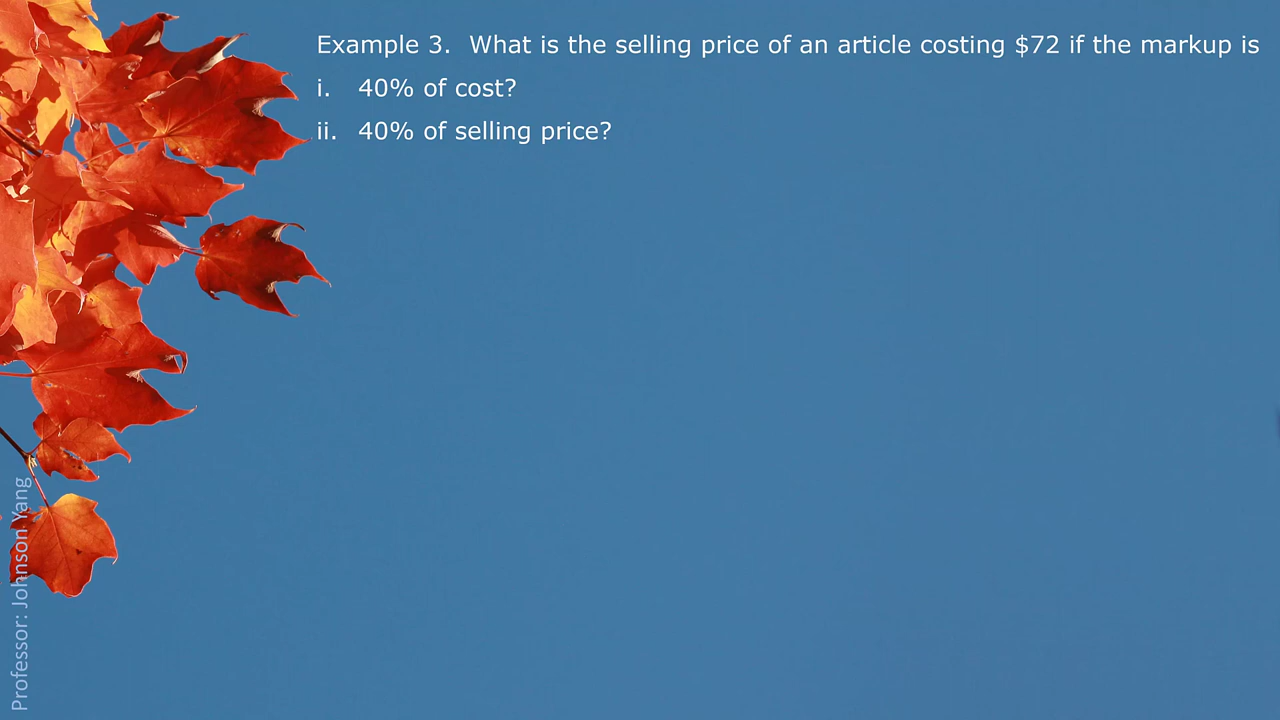 Example 3.  What is the selling price of an article costing $72 if the markup is
i.   40% of cost?
ii.  40% of selling price?
Professor: Johnson Yang